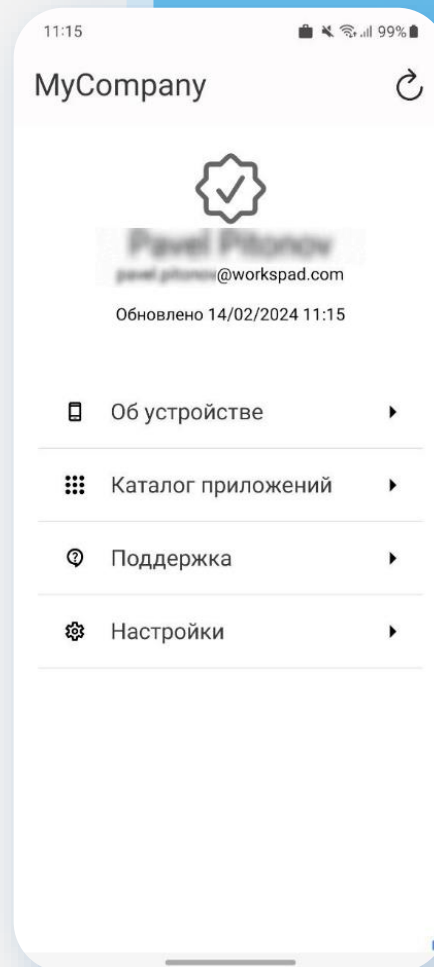 11:15
99%
MyCompany
@workspad.com
Обновлено 14/02/2024 11:15
Об устройстве
Каталог приложений
Поддержка
Настройки